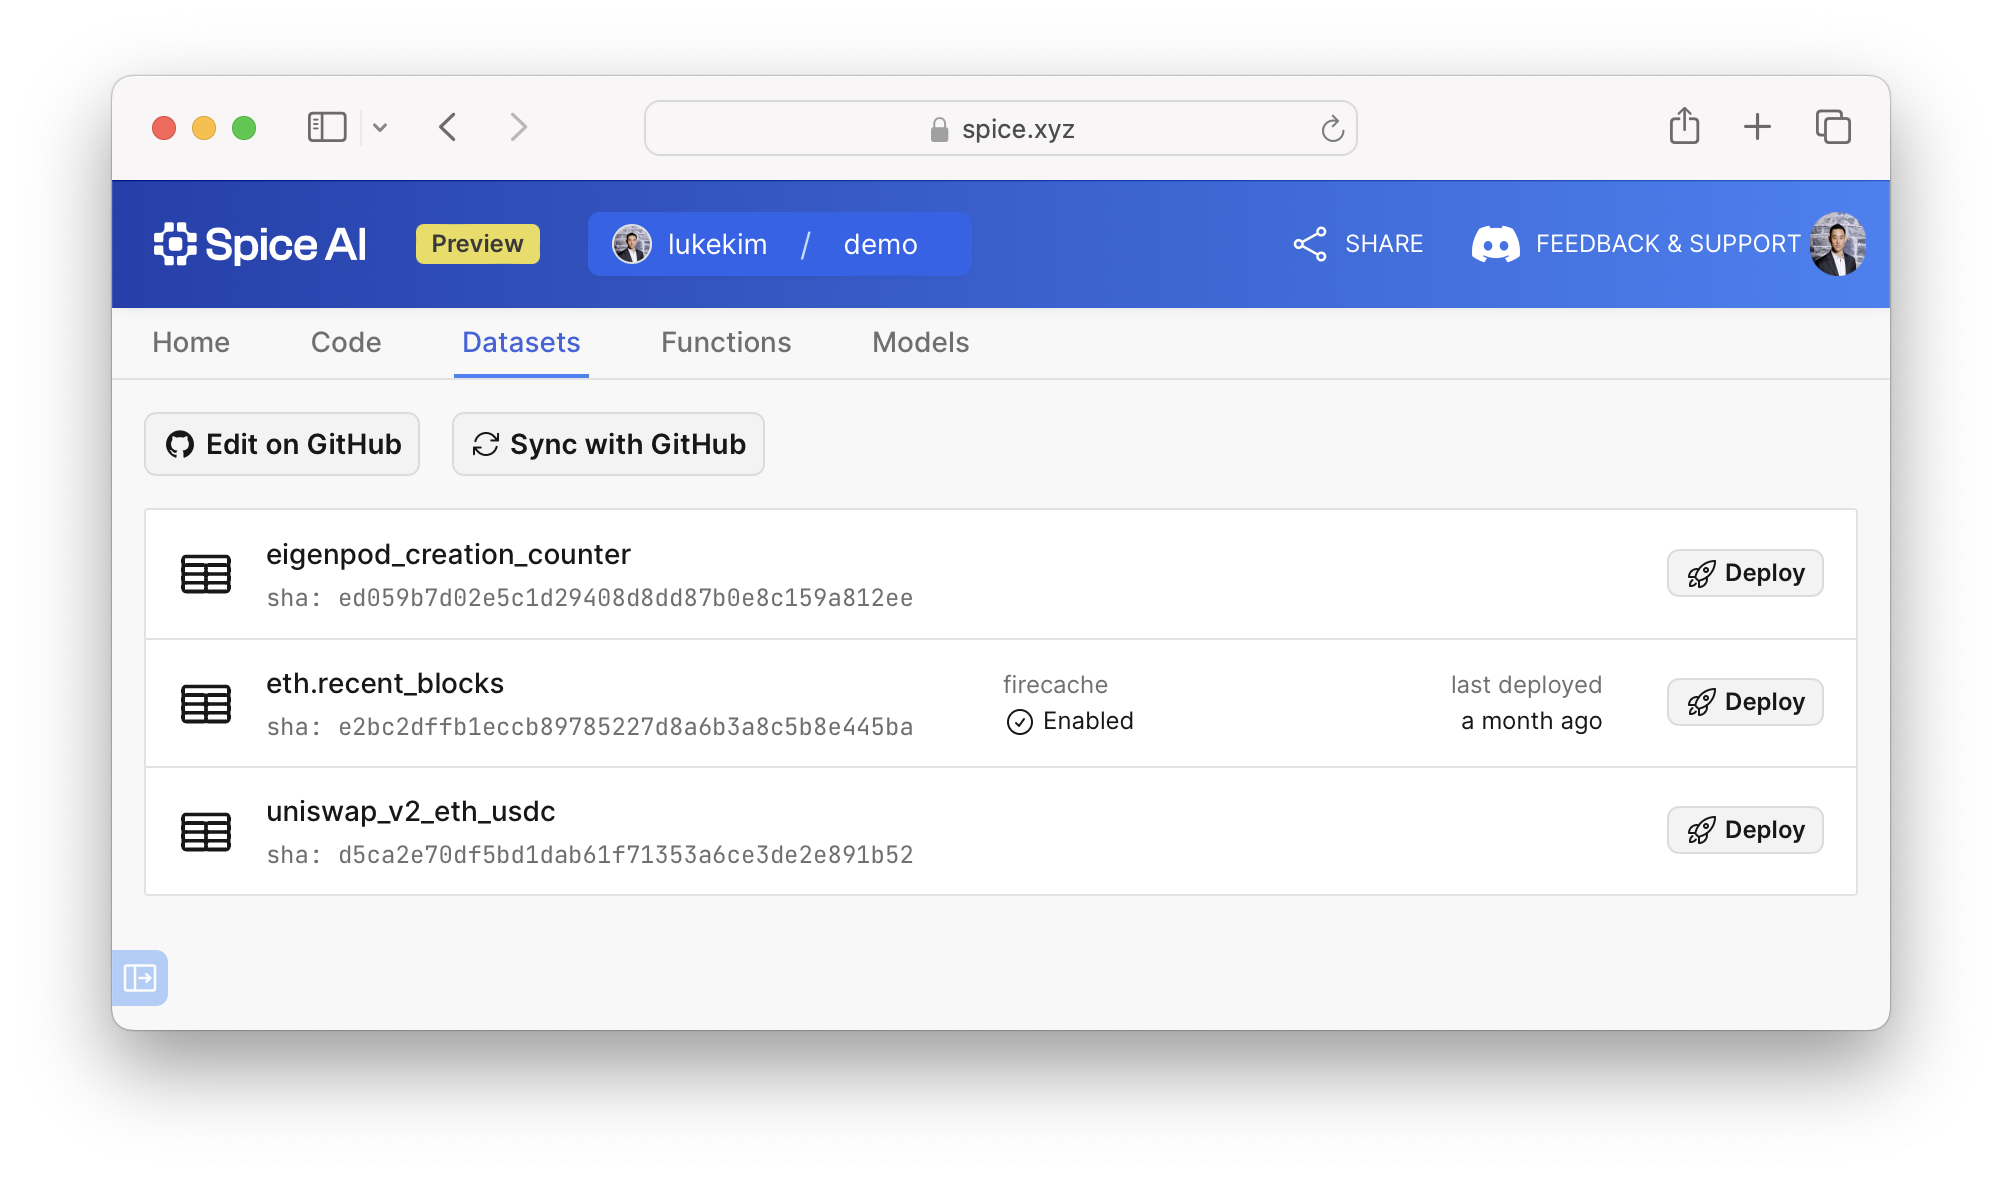 spice.xyz
Spice AI
Preview
lukekim / demo
SHARE
FEEDBACK & SUPPORT
Home Code Datasets Functions Models
Edit on GitHub
Sync with GitHub
eigenpod_creation_counter
sha: ed059b7d02e5c1d29408d8dd87b0e8c159a812ee
Deploy
eth.recent_blocks
sha: e2bc2dffb1eccb89785227d8a6b3a8c5b8e445ba
firecache
Enabled
last deployed
a month ago
Deploy
uniswap_v2_eth_usdc
sha: d5ca2e70df5bd1dab61f71353a6ce3de2e891b52
Deploy